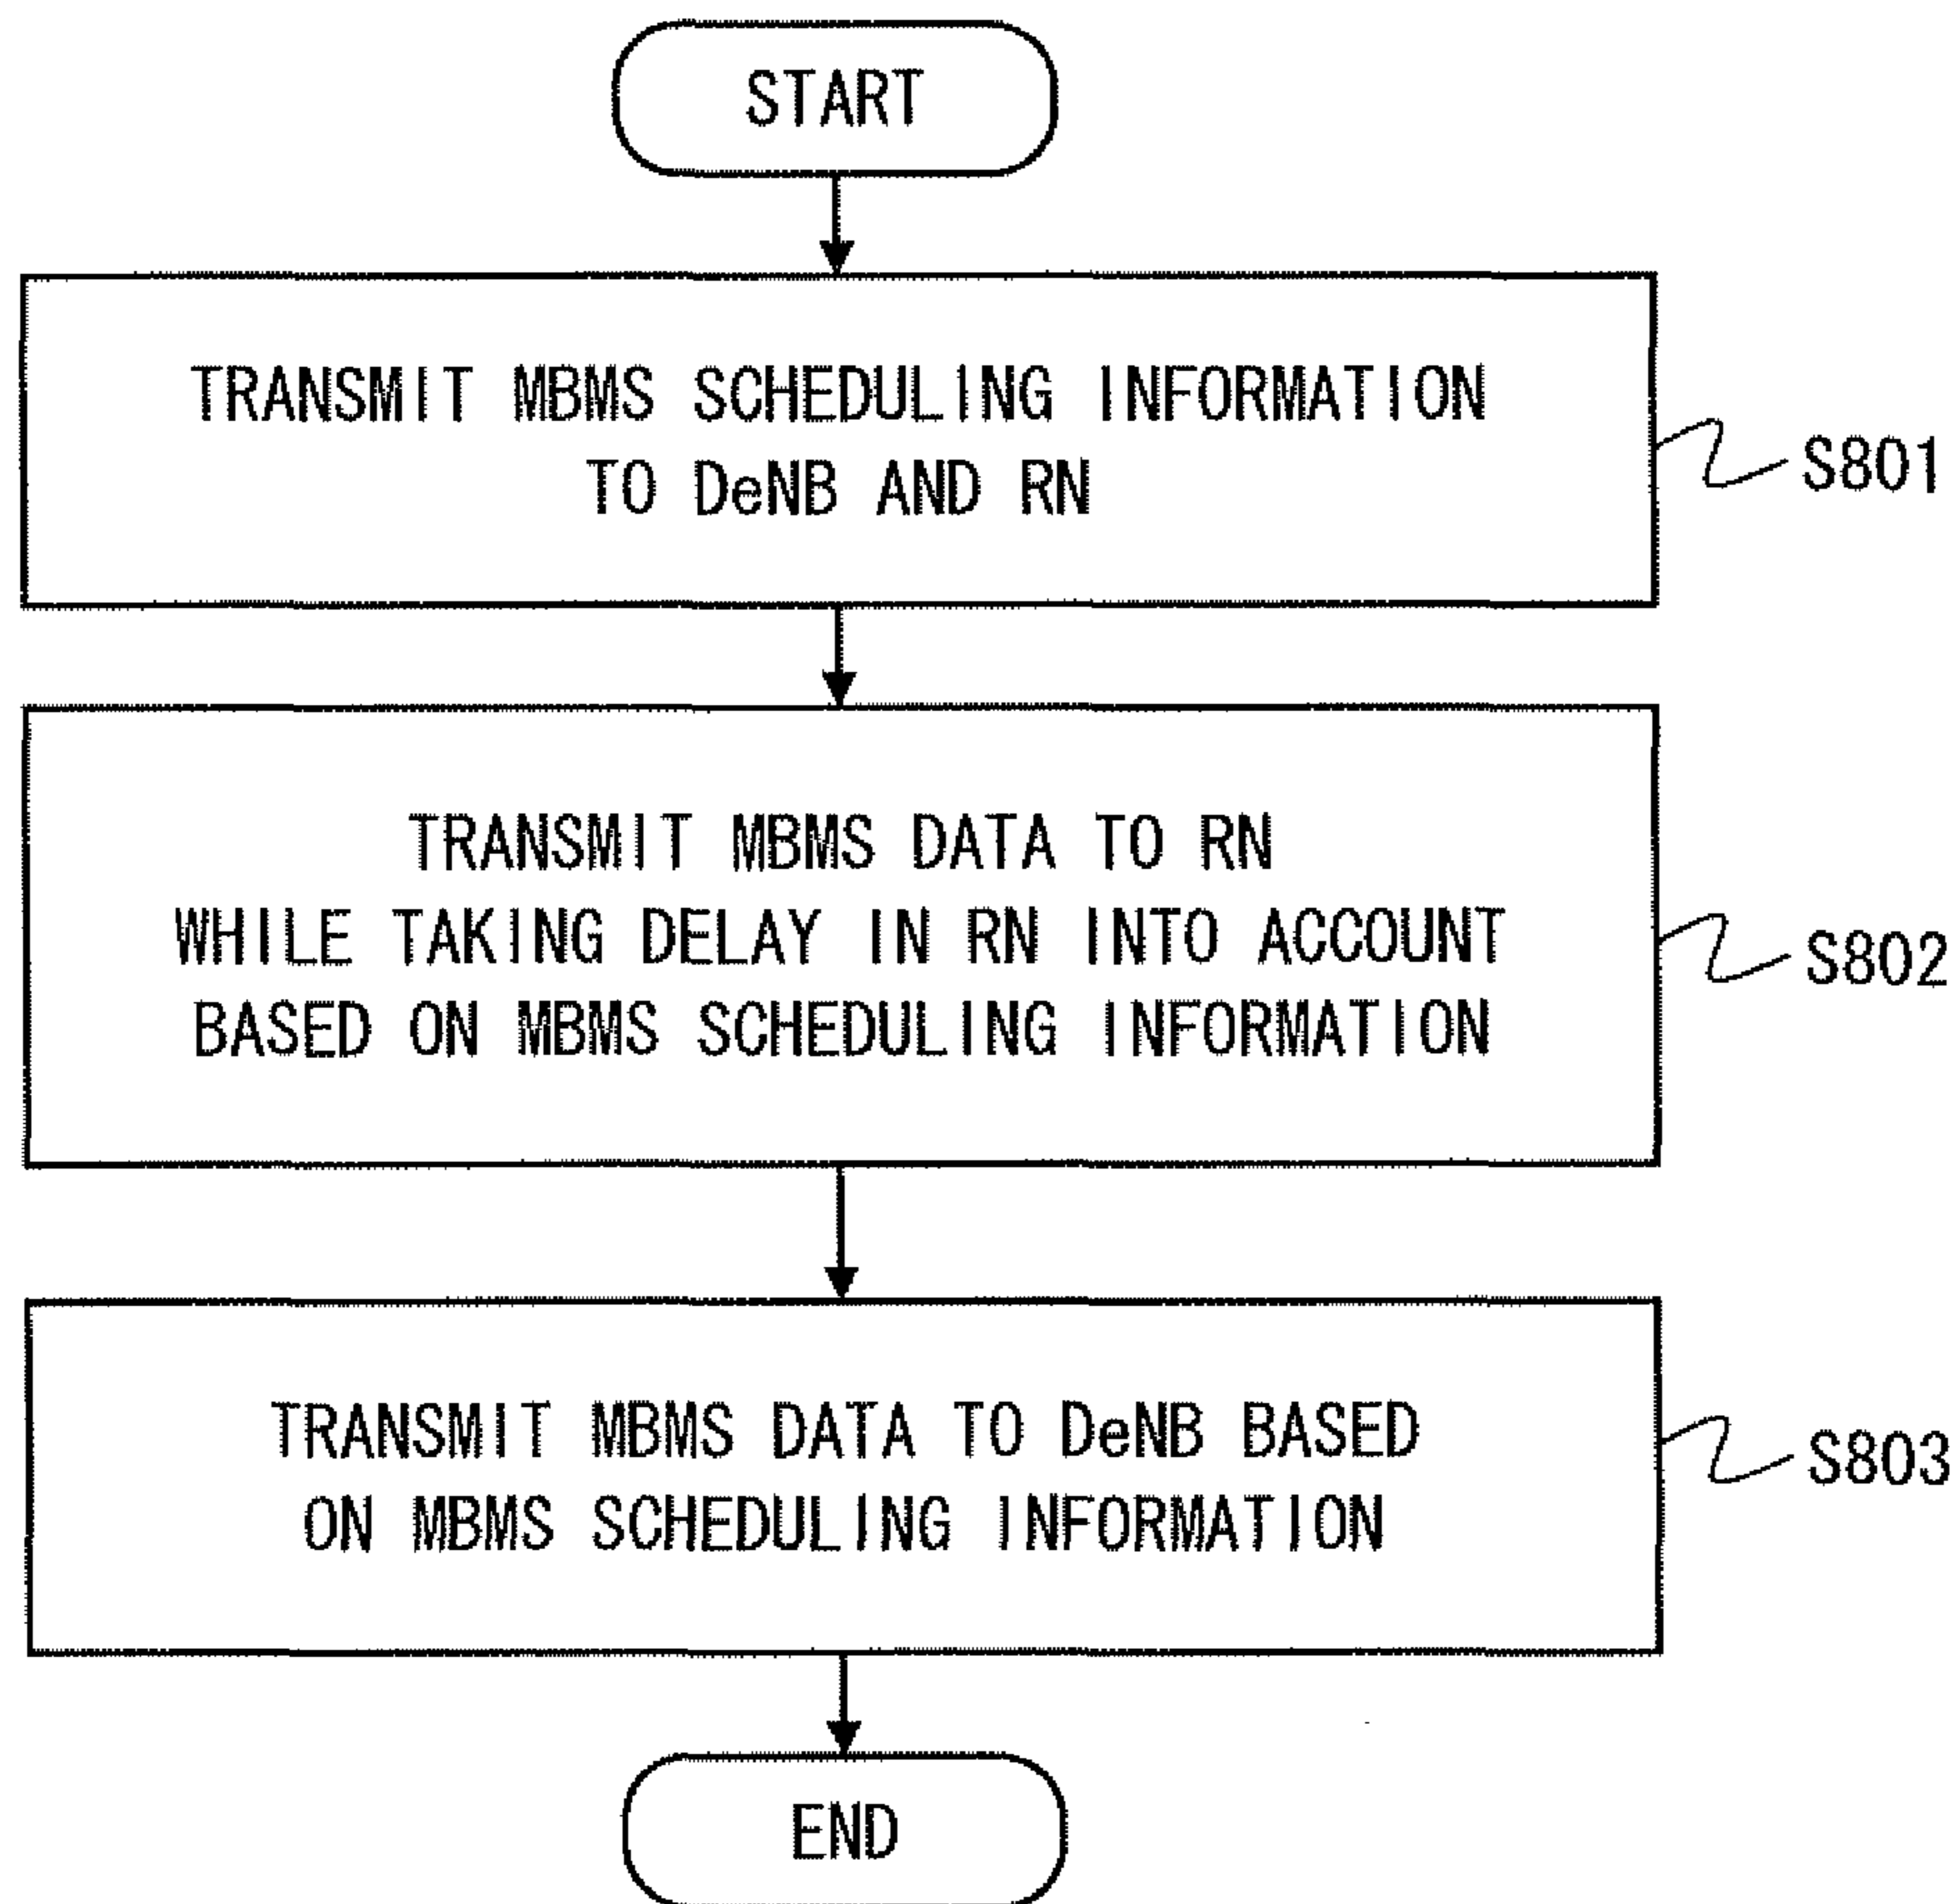 START
TRANSMIT MBMS SCHEDULING INFORMATION
TO DeNB AND RN
S801
TRANSMIT MBMS DATA TO RN
WHILE TAKING DELAY IN RN INTO ACCOUNT
BASED ON MBMS SCHEDULING INFORMATION
S802
TRANSMIT MBMS DATA TO DeNB BASED
ON MBMS SCHEDULING INFORMATION
S803
END